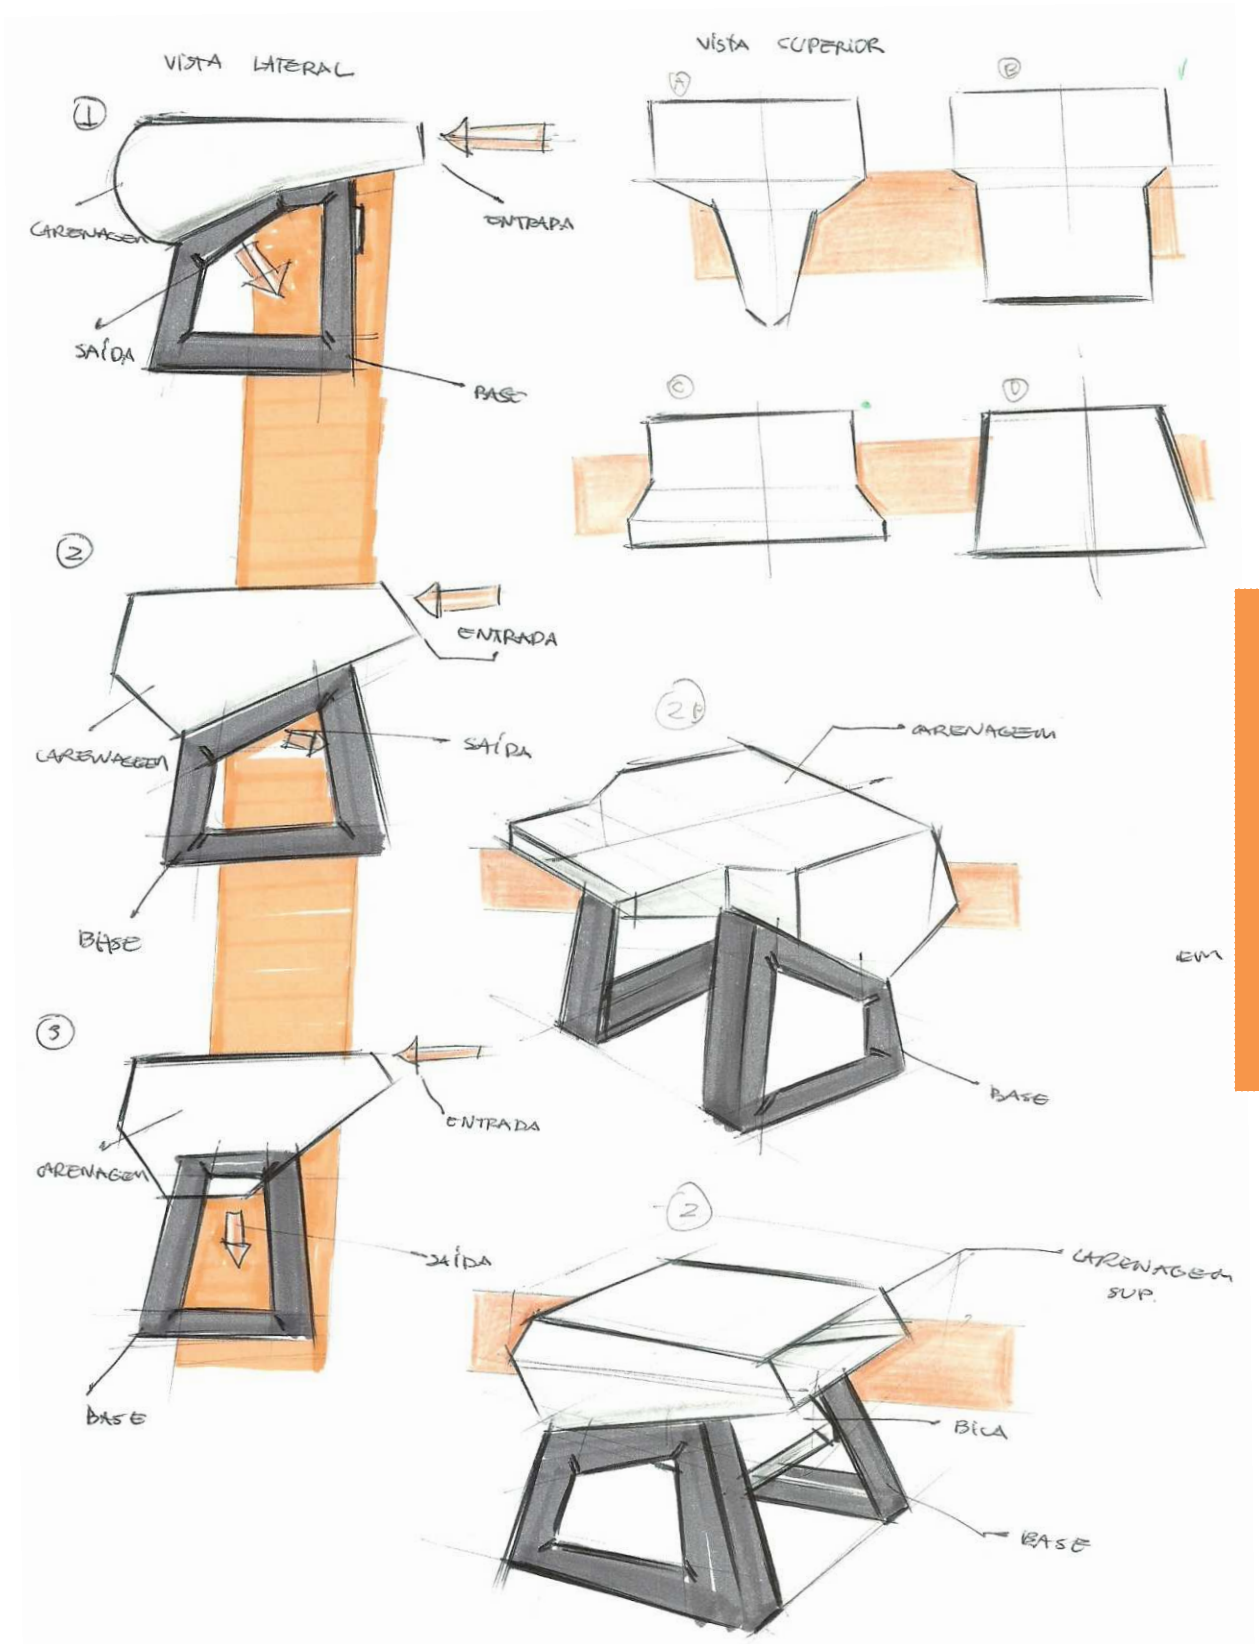 VISTA LATERAL
1
ENTRADA
CARENAGEM
SAÍDA
BASE
VISTA SUPERIOR
A
B
C
D
2
ENTRADA
CARENAGEM
SAÍDA
BASE
3
ENTRADA
CARENAGEM
SAÍDA
BASE
2B
CARENAGEM
BASE
EM
2
CARENAGEM
SUP.
BICA
BASE